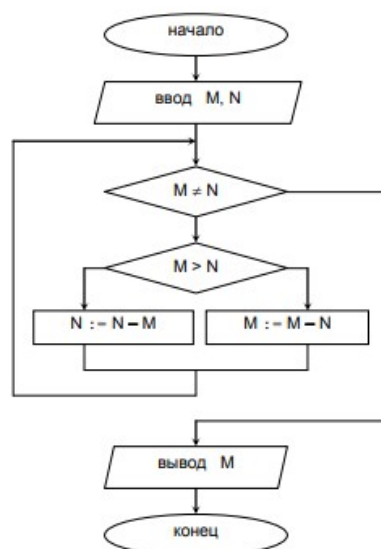 начало
ввод M, N
M ≠ N
M > N
N := N – M M := M – N
вывод M
конец